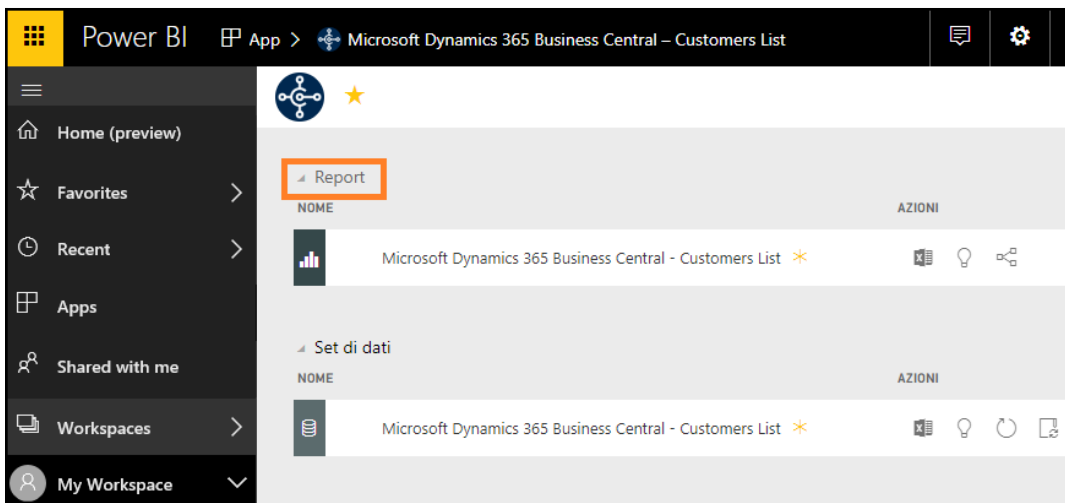 Power BI App > Microsoft Dynamics 365 Business Central – Customers List
Home (preview)
Favorites
Recent
Apps
Shared with me
Workspaces
My Workspace
Report
NOME AZIONI
Microsoft Dynamics 365 Business Central - Customers List
Set di dati
NOME AZIONI
Microsoft Dynamics 365 Business Central - Customers List